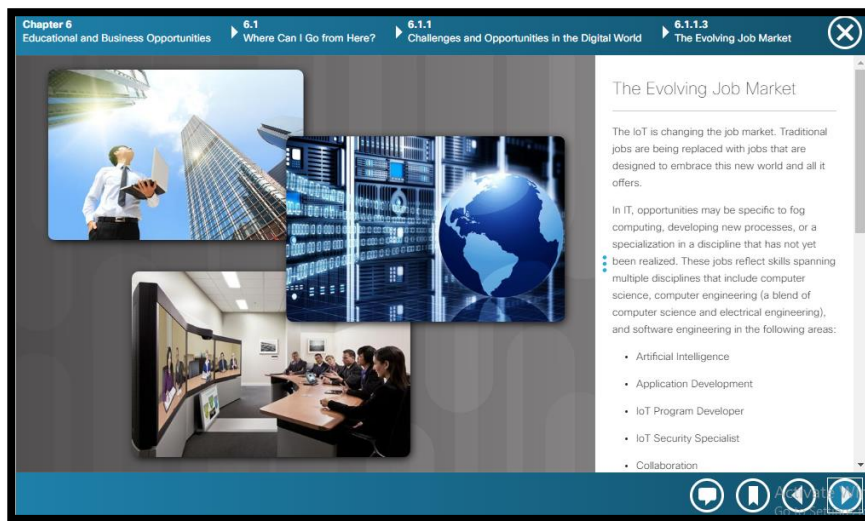 Chapter 6
Educational and Business Opportunities
6.1
Where Can I Go from Here?
6.1.1
Challenges and Opportunities in the Digital World
6.1.1.3
The Evolving Job Market
The Evolving Job Market
The IoT is changing the job market. Traditional
jobs are being replaced with jobs that are
designed to embrace this new world and all it
offers.
In IT, opportunities may be specific to fog
computing, developing new processes, or a
specialization in a discipline that has not yet
been realized. These jobs reflect skills spanning
multiple disciplines that include computer
science, computer engineering (a blend of
computer science and electrical engineering),
and software engineering in the following areas:
• Artificial Intelligence
• Application Development
• IoT Program Developer
• IoT Security Specialist
• Collaboration